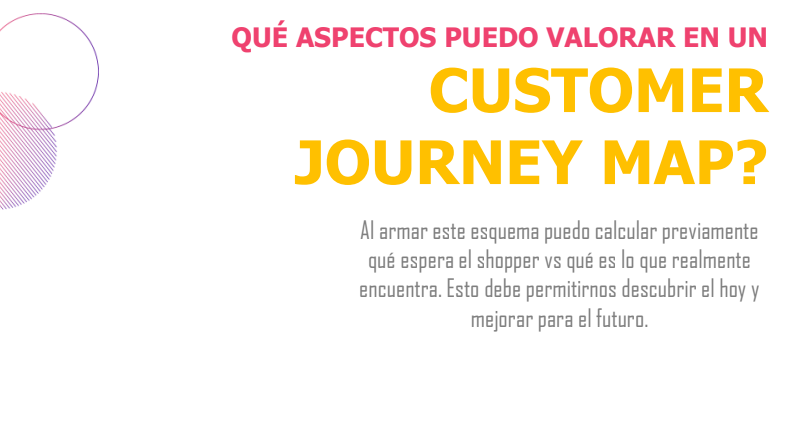 QUÉ ASPECTOS PUEDO VALORAR EN UN
CUSTOMER
JOURNEY MAP?
Al armar este esquema puedo calcular previamente
qué espera el shopper vs qué es lo que realmente
encuentra. Esto debe permitirnos descubrir el hoy y
mejorar para el futuro.